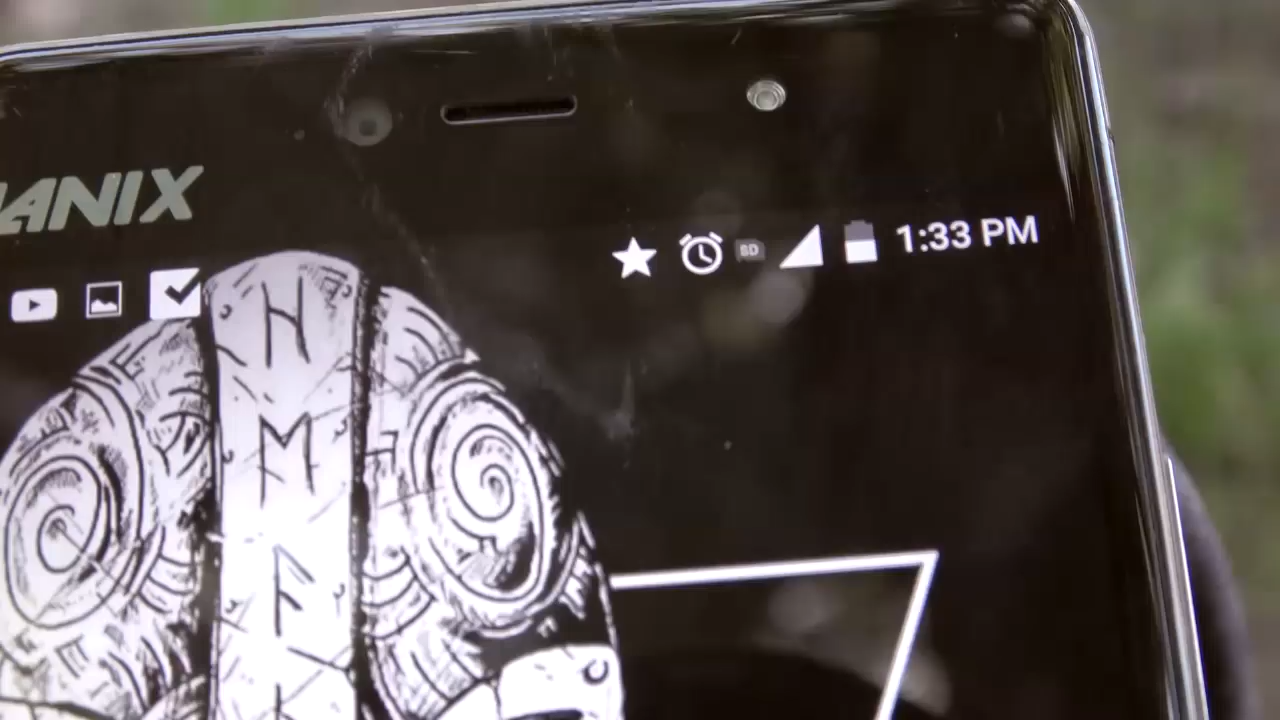 ANIX
SD 1:33 PM
ᚺ
ᛖ
ᚨ